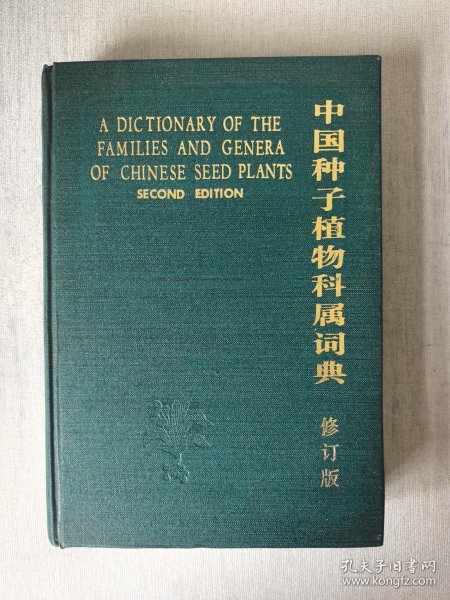 A DICTIONARY OF THE
FAMILIES AND GENERA
OF CHINESE SEED PLANTS
SECOND EDITION
中国种子植物科属词典
修订版
孔夫子旧书网
www.kongfz.com